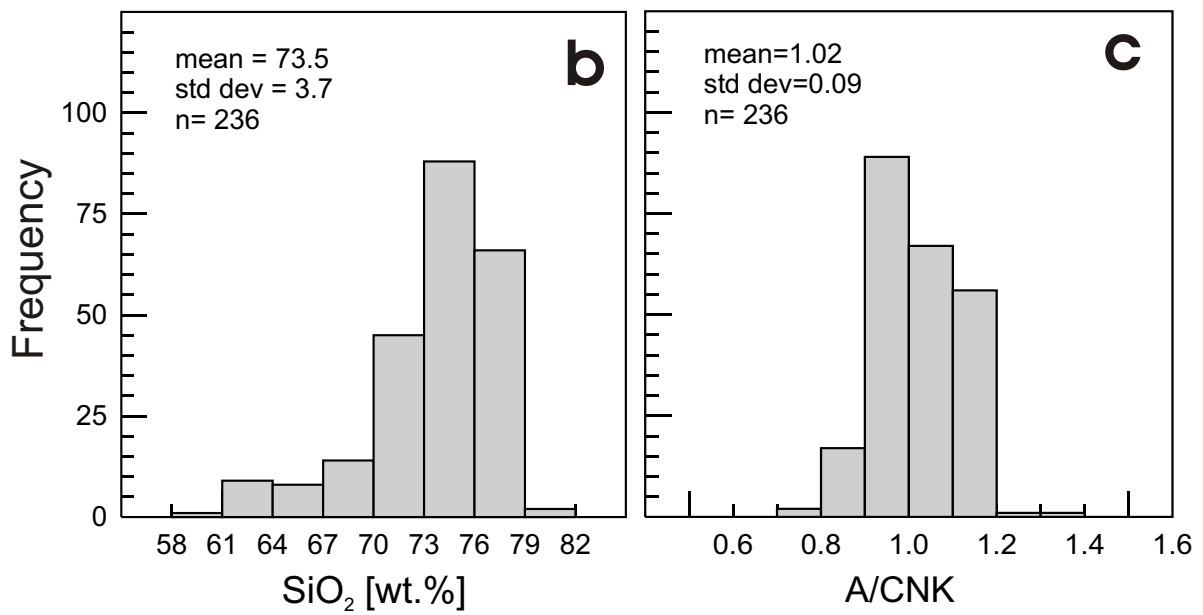 mean = 73.5
std dev = 3.7
n= 236
b
mean=1.02
std dev=0.09
n= 236
c
Frequency
100
75
50
25
0
58 61 64 67 70 73 76 79 82
0.6 0.8 1.0 1.2 1.4 1.6
SiO₂ [wt.%]
A/CNK